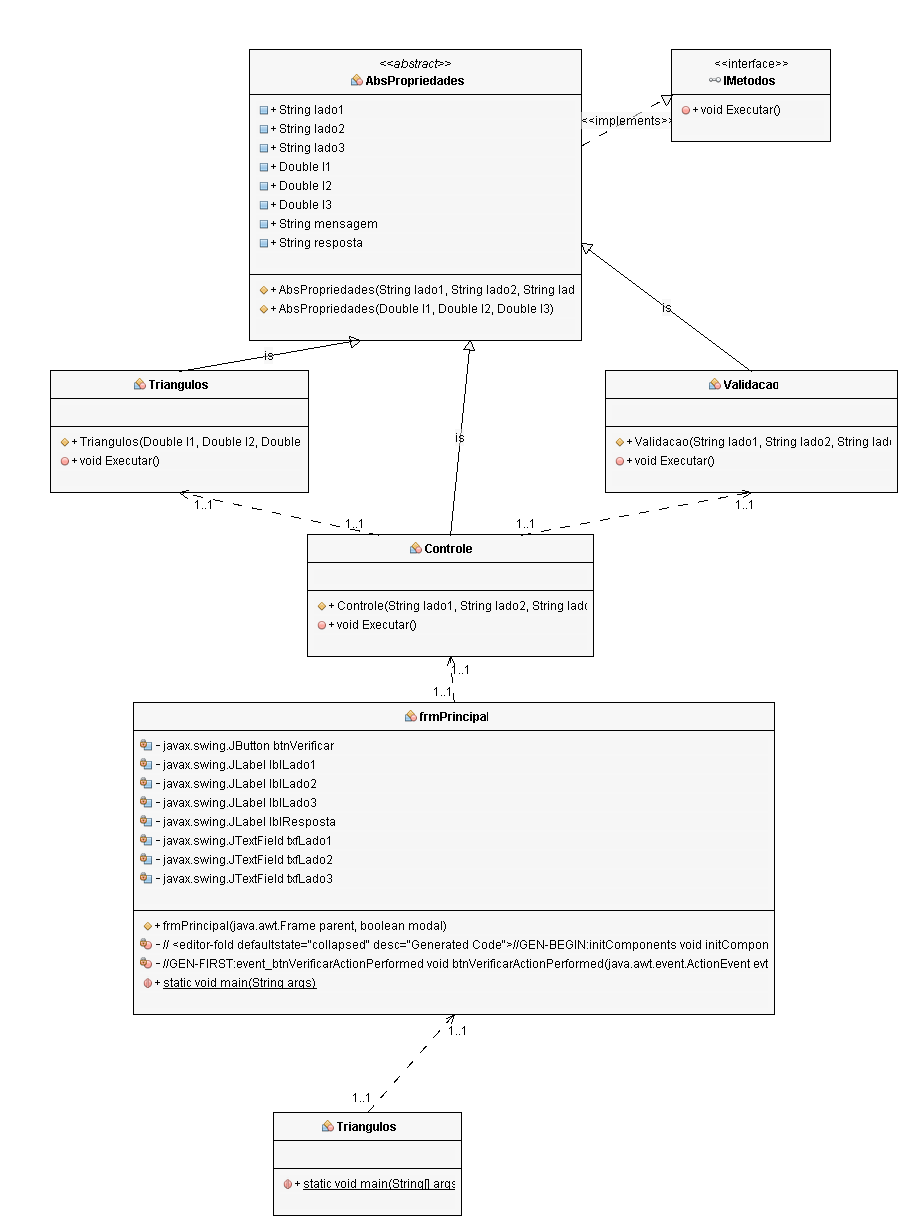 <<abstract>>
AbsPropriedades
+ String lado1
+ String lado2
+ String lado3
+ Double l1
+ Double l2
+ Double l3
+ String mensagem
+ String resposta
+ AbsPropriedades(String lado1, String lado2, String lad
+ AbsPropriedades(Double l1, Double l2, Double l3)
<<interface>>
IMetodos
+ void Executar()
<<implements>>
is
is
is
Triangulos
+ Triangulos(Double l1, Double l2, Double
+ void Executar()
Validacao
+ Validacao(String lado1, String lado2, String lado
+ void Executar()
1..1
1..1
1..1
1..1
Controle
+ Controle(String lado1, String lado2, String lado
+ void Executar()
1..1
1..1
frmPrincipal
- javax.swing.JButton btnVerificar
- javax.swing.JLabel lblLado1
- javax.swing.JLabel lblLado2
- javax.swing.JLabel lblLado3
- javax.swing.JLabel lblResposta
- javax.swing.JTextField txfLado1
- javax.swing.JTextField txfLado2
- javax.swing.JTextField txfLado3
+ frmPrincipal(java.awt.Frame parent, boolean modal)
- // <editor-fold defaultstate="collapsed" desc="Generated Code">//GEN-BEGIN:initComponents void initCompon
- //GEN-FIRST:event_btnVerificarActionPerformed void btnVerificarActionPerformed(java.awt.event.ActionEvent evt
+ static void main(String args)
1..1
1..1
Triangulos
+ static void main(String[] args